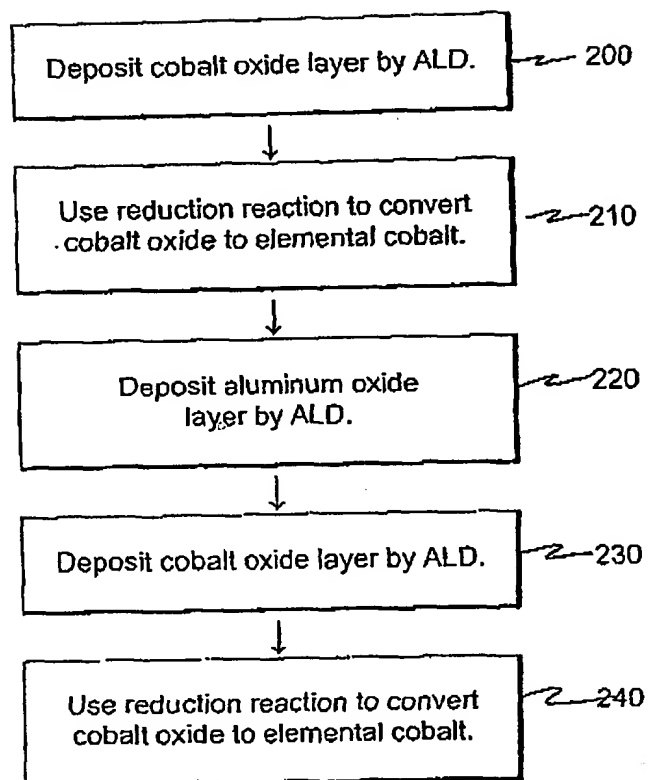 Deposit cobalt oxide layer by ALD.
200
Use reduction reaction to convert
cobalt oxide to elemental cobalt.
210
Deposit aluminum oxide
layer by ALD.
220
Deposit cobalt oxide layer by ALD.
230
Use reduction reaction to convert
cobalt oxide to elemental cobalt.
240